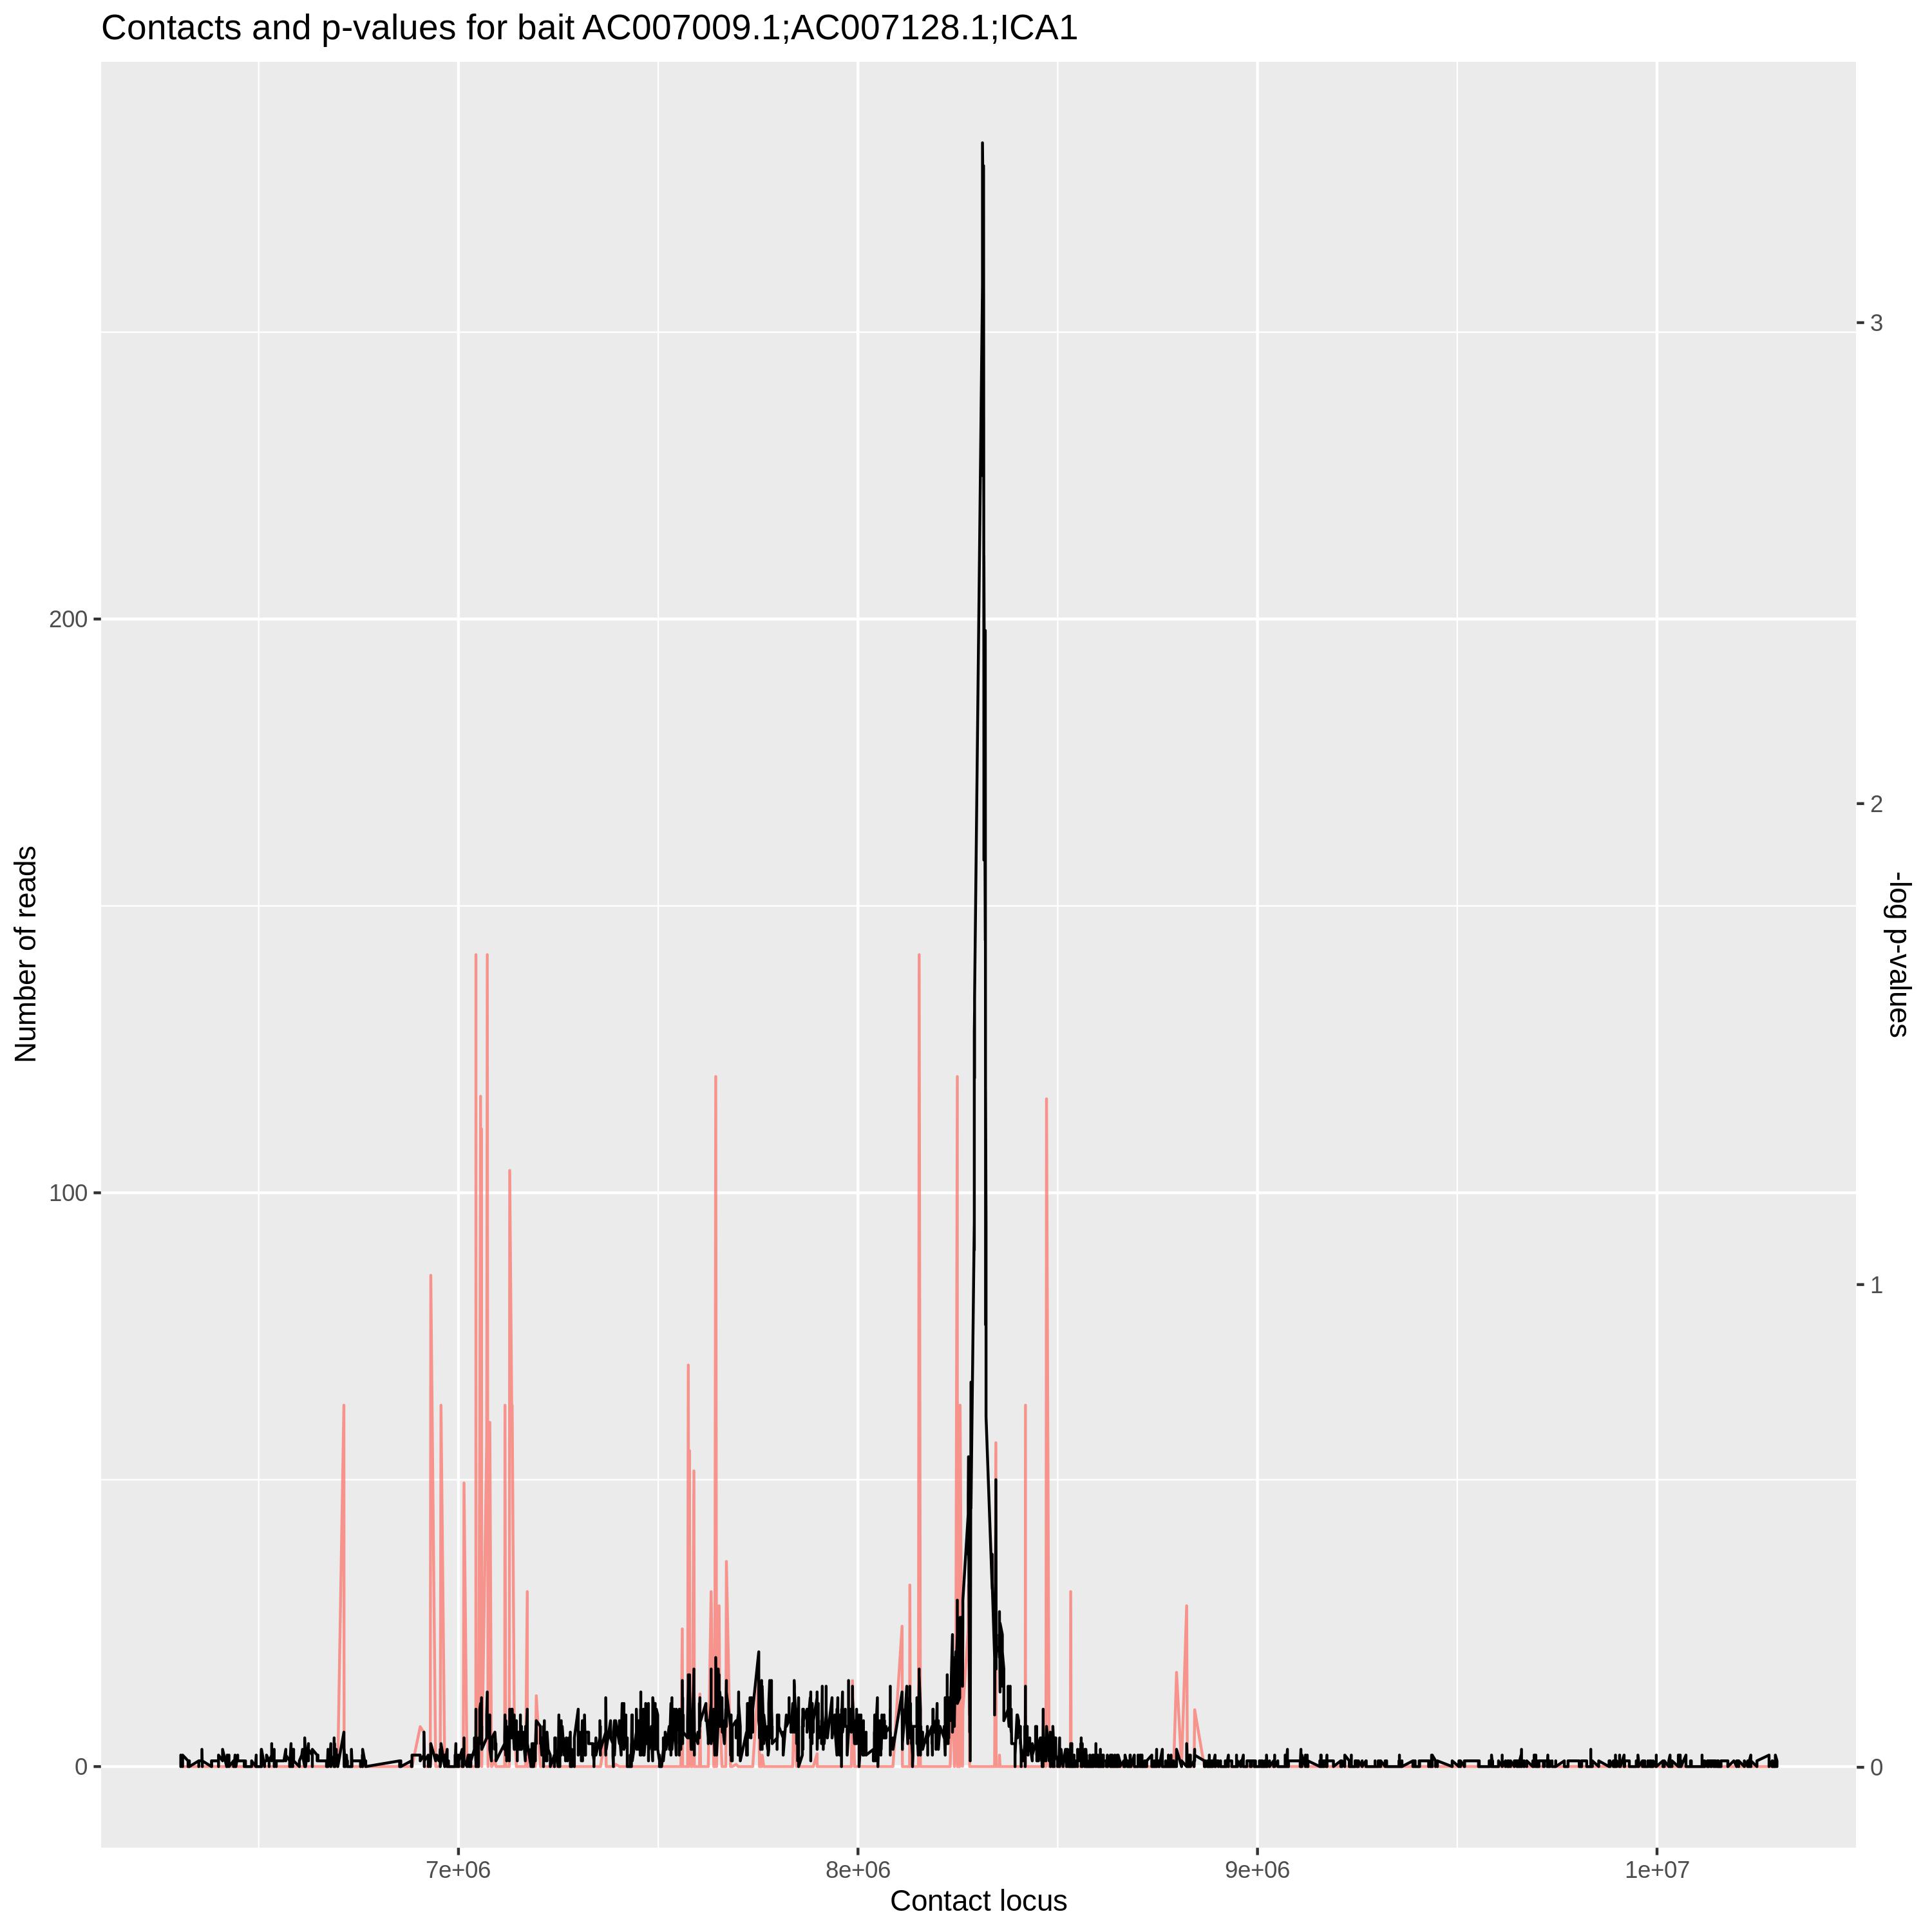 Contacts and p-values for bait AC007009.1;AC007128.1;ICA1
Number of reads
200
100
0
3
2
1
0
-log p-values
7e+06
8e+06
9e+06
1e+07
Contact locus